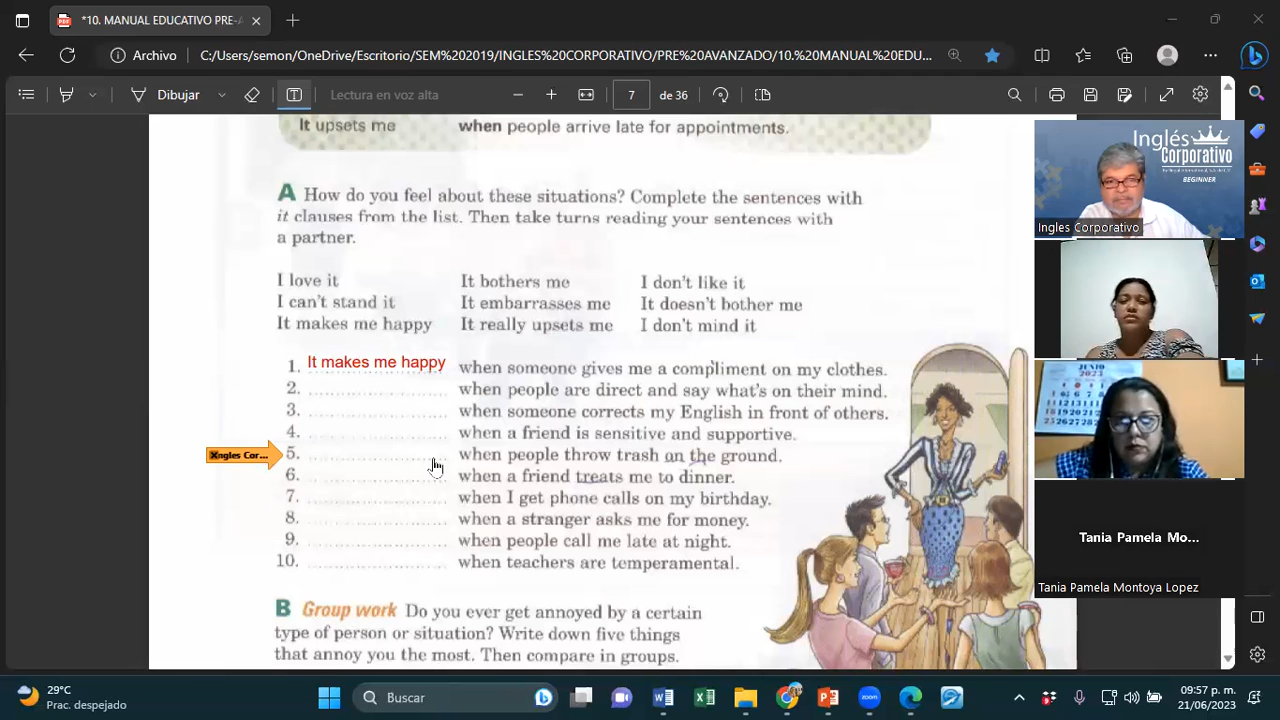 *10. MANUAL EDUCATIVO PRE-A
Archivo
C:/Users/semon/OneDrive/Escritorio/SEM%202019/INGLES%20CORPORATIVO/PRE%20AVANZADO/10.%20MANUAL%20EDU...
Dibujar
Lectura en voz alta
7
de 36
It upsets me when people arrive late for appointments.
A How do you feel about these situations? Complete the sentences with
it clauses from the list. Then take turns reading your sentences with
a partner.
I love it It bothers me I don't like it
I can't stand it It embarrasses me It doesn't bother me
It makes me happy It really upsets me I don't mind it
1. It makes me happy when someone gives me a compliment on my clothes.
2. when people are direct and say what's on their mind.
3. when someone corrects my English in front of others.
4. when a friend is sensitive and supportive.
5. when people throw trash on the ground.
6. when a friend treats me to dinner.
7. when I get phone calls on my birthday.
8. when a stranger asks me for money.
9. when people call me late at night.
10. when teachers are temperamental.
Ingles Cor...
B Group work Do you ever get annoyed by a certain
type of person or situation? Write down five things
that annoy you the most. Then compare in groups.
Inglés
Corporativo
BEGINNER
Ingles Corporativo
JUNIO
2023
Tania Pamela Mo...
Tania Pamela Montoya Lopez
29°C
Prac. despejado
Buscar
09:57 p. m.
21/06/2023